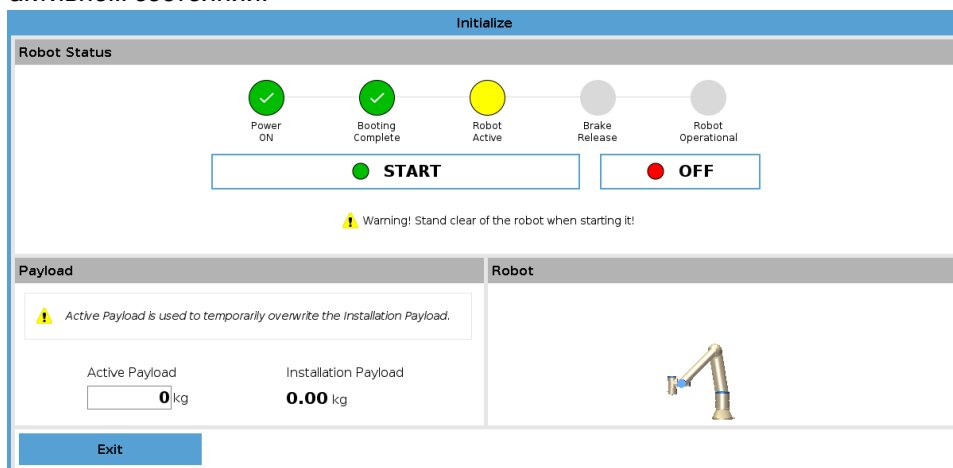 Initialize
Robot Status
Power
ON
Booting
Complete
Robot
Active
Brake
Release
Robot
Operational
START
OFF
Warning! Stand clear of the robot when starting it!
Payload
Robot
Active Payload is used to temporarily overwrite the Installation Payload.
Active Payload
Installation Payload
0 kg
0.00 kg
Exit